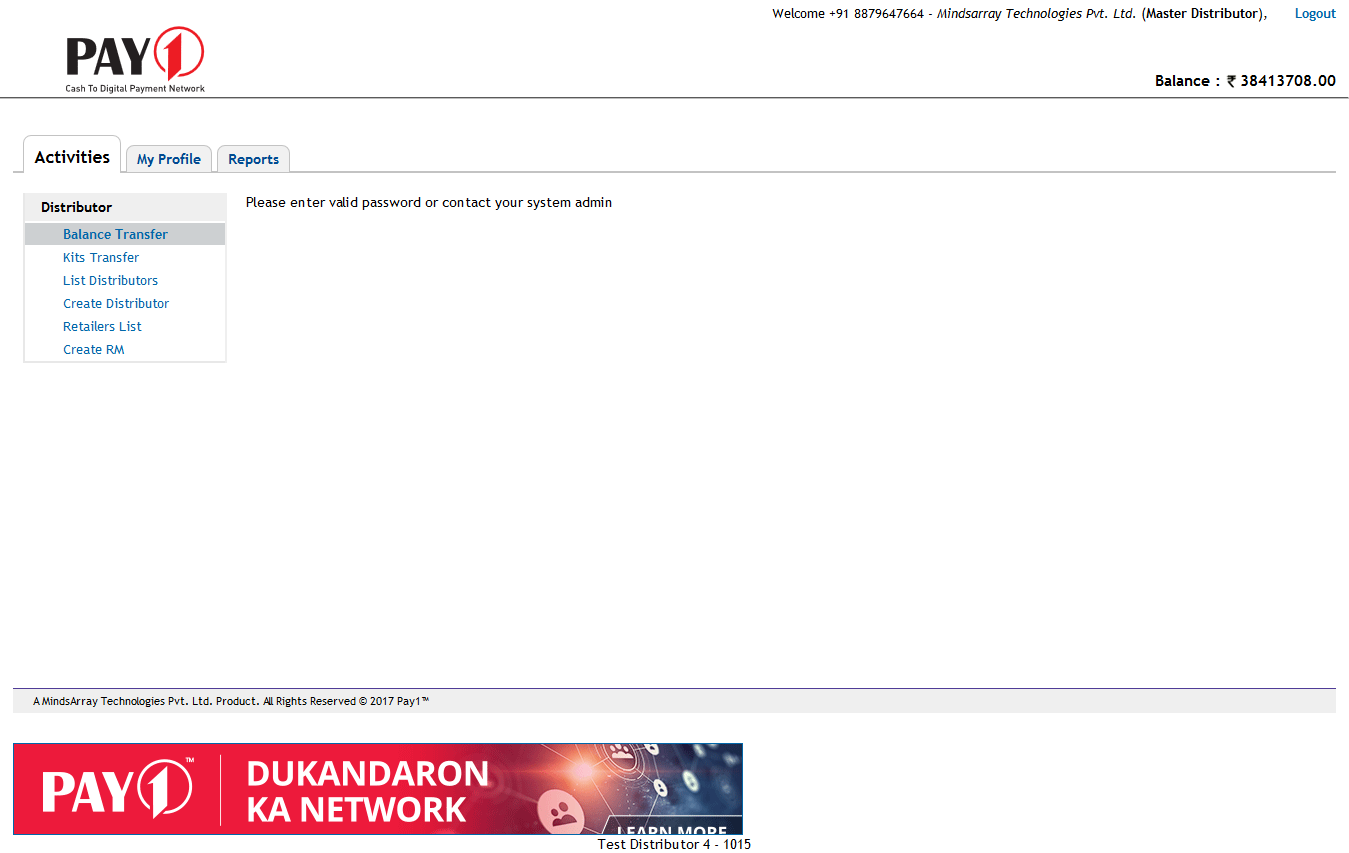 Welcome +91 8879647664 - Mindsarray Technologies Pvt. Ltd. (Master Distributor), Logout
PAY1
Cash To Digital Payment Network
Balance : ₹ 38413708.00
Activities My Profile Reports
Distributor
Balance Transfer
Kits Transfer
List Distributors
Create Distributor
Retailers List
Create RM
Please enter valid password or contact your system admin
A MindsArray Technologies Pvt. Ltd. Product. All Rights Reserved © 2017 Pay1™
PAY1™
DUKANDARON
KA NETWORK
LEARN MORE
Test Distributor 4 - 1015